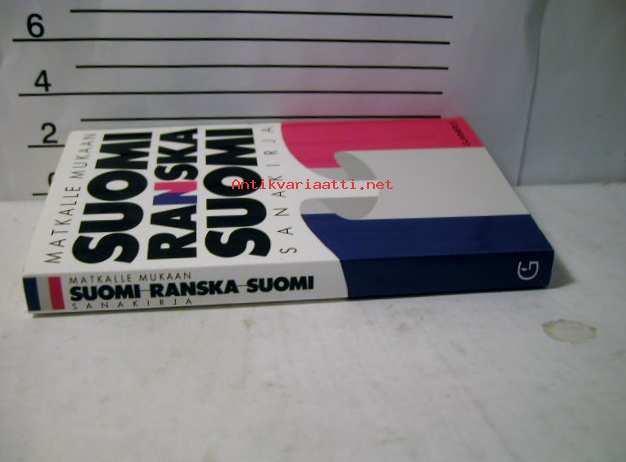 6
4
2
MATKALLE MUKAAN
SUOMI
RANSKA
SUOMI
SANAKIRJA
Antikvariaatti.net
MATKALLE MUKAAN
SUOMI RANSKA SUOMI
SANAKIRJA
G